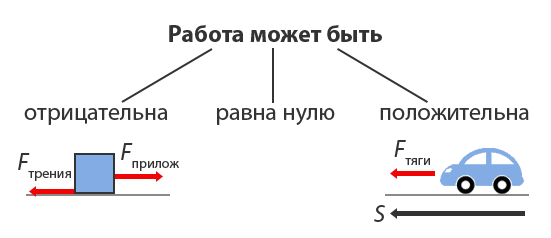 Работа может быть
отрицательна
равна нулю
положительна
Fтрения
Fприлож
Fтяги
S